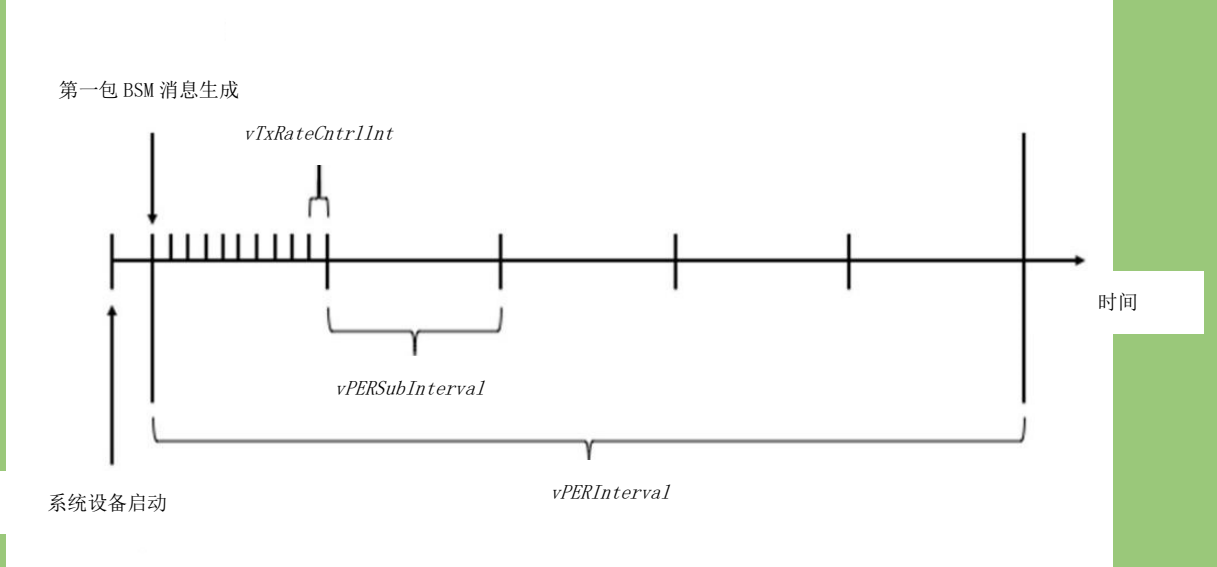 第一包 BSM 消息生成
vTxRateCntrlInt
时间
vPERSubInterval
vPERInterval
系统设备启动